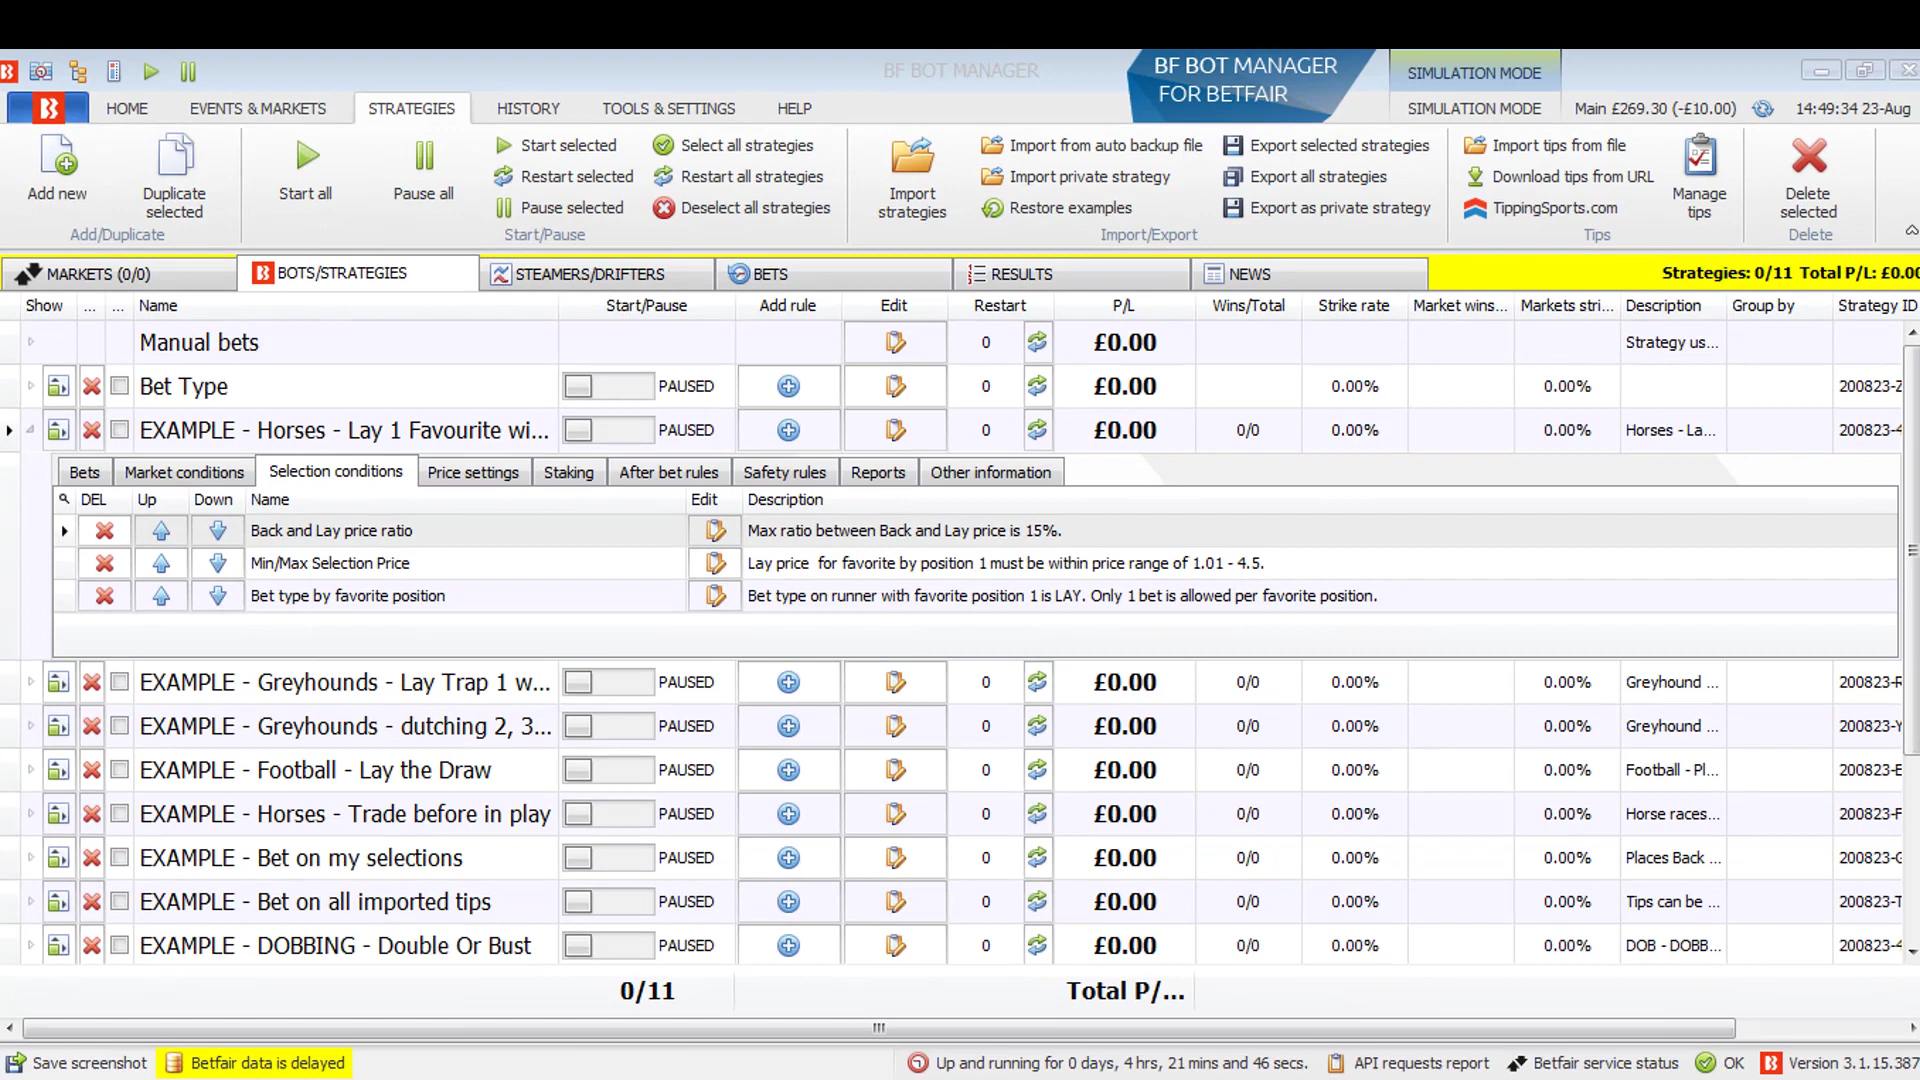 BF BOT MANAGER
BF BOT MANAGER
FOR BETFAIR
SIMULATION MODE
HOME
EVENTS & MARKETS
STRATEGIES
HISTORY
TOOLS & SETTINGS
HELP
SIMULATION MODE
Main £269.30 (-£10.00)
14:49:34 23-Aug
Add new
Duplicate
selected
Add/Duplicate
Start all
Pause all
Start selected
Restart selected
Pause selected
Select all strategies
Restart all strategies
Deselect all strategies
Start/Pause
Import
strategies
Import from auto backup file
Import private strategy
Restore examples
Export selected strategies
Export all strategies
Export as private strategy
Import/Export
Import tips from file
Download tips from URL
TippingSports.com
Manage
tips
Tips
Delete
selected
Delete
MARKETS (0/0)
BOTS/STRATEGIES
STEAMERS/DRIFTERS
BETS
RESULTS
NEWS
Strategies: 0/11 Total P/L: £0.00
Show ... ... Name Start/Pause Add rule Edit Restart P/L Wins/Total Strike rate Market wins... Markets stri... Description Group by Strategy ID
Manual bets 0 £0.00 Strategy us...
Bet Type PAUSED 0 £0.00 0.00% 0.00% 200823-Z
EXAMPLE - Horses - Lay 1 Favourite wi... PAUSED 0 £0.00 0/0 0.00% 0.00% Horses - La... 200823-4
Bets
Market conditions
Selection conditions
Price settings
Staking
After bet rules
Safety rules
Reports
Other information
DEL Up Down Name Edit Description
Back and Lay price ratio Max ratio between Back and Lay price is 15%.
Min/Max Selection Price Lay price for favorite by position 1 must be within price range of 1.01 - 4.5.
Bet type by favorite position Bet type on runner with favorite position 1 is LAY. Only 1 bet is allowed per favorite position.
EXAMPLE - Greyhounds - Lay Trap 1 w... PAUSED 0 £0.00 0/0 0.00% 0.00% Greyhound ... 200823-R
EXAMPLE - Greyhounds - dutching 2, 3... PAUSED 0 £0.00 0/0 0.00% 0.00% Greyhound ... 200823-Y
EXAMPLE - Football - Lay the Draw PAUSED 0 £0.00 0/0 0.00% 0.00% Football - Pl... 200823-E
EXAMPLE - Horses - Trade before in play PAUSED 0 £0.00 0/0 0.00% 0.00% Horse races... 200823-F
EXAMPLE - Bet on my selections PAUSED 0 £0.00 0/0 0.00% 0.00% Places Back ... 200823-G
EXAMPLE - Bet on all imported tips PAUSED 0 £0.00 0/0 0.00% 0.00% Tips can be ... 200823-T
EXAMPLE - DOBBING - Double Or Bust PAUSED 0 £0.00 0/0 0.00% 0.00% DOB - DOBB... 200823-4
0/11 Total P/...
Save screenshot
Betfair data is delayed
Up and running for 0 days, 4 hrs, 21 mins and 46 secs.
API requests report
Betfair service status
OK
Version 3.1.15.387